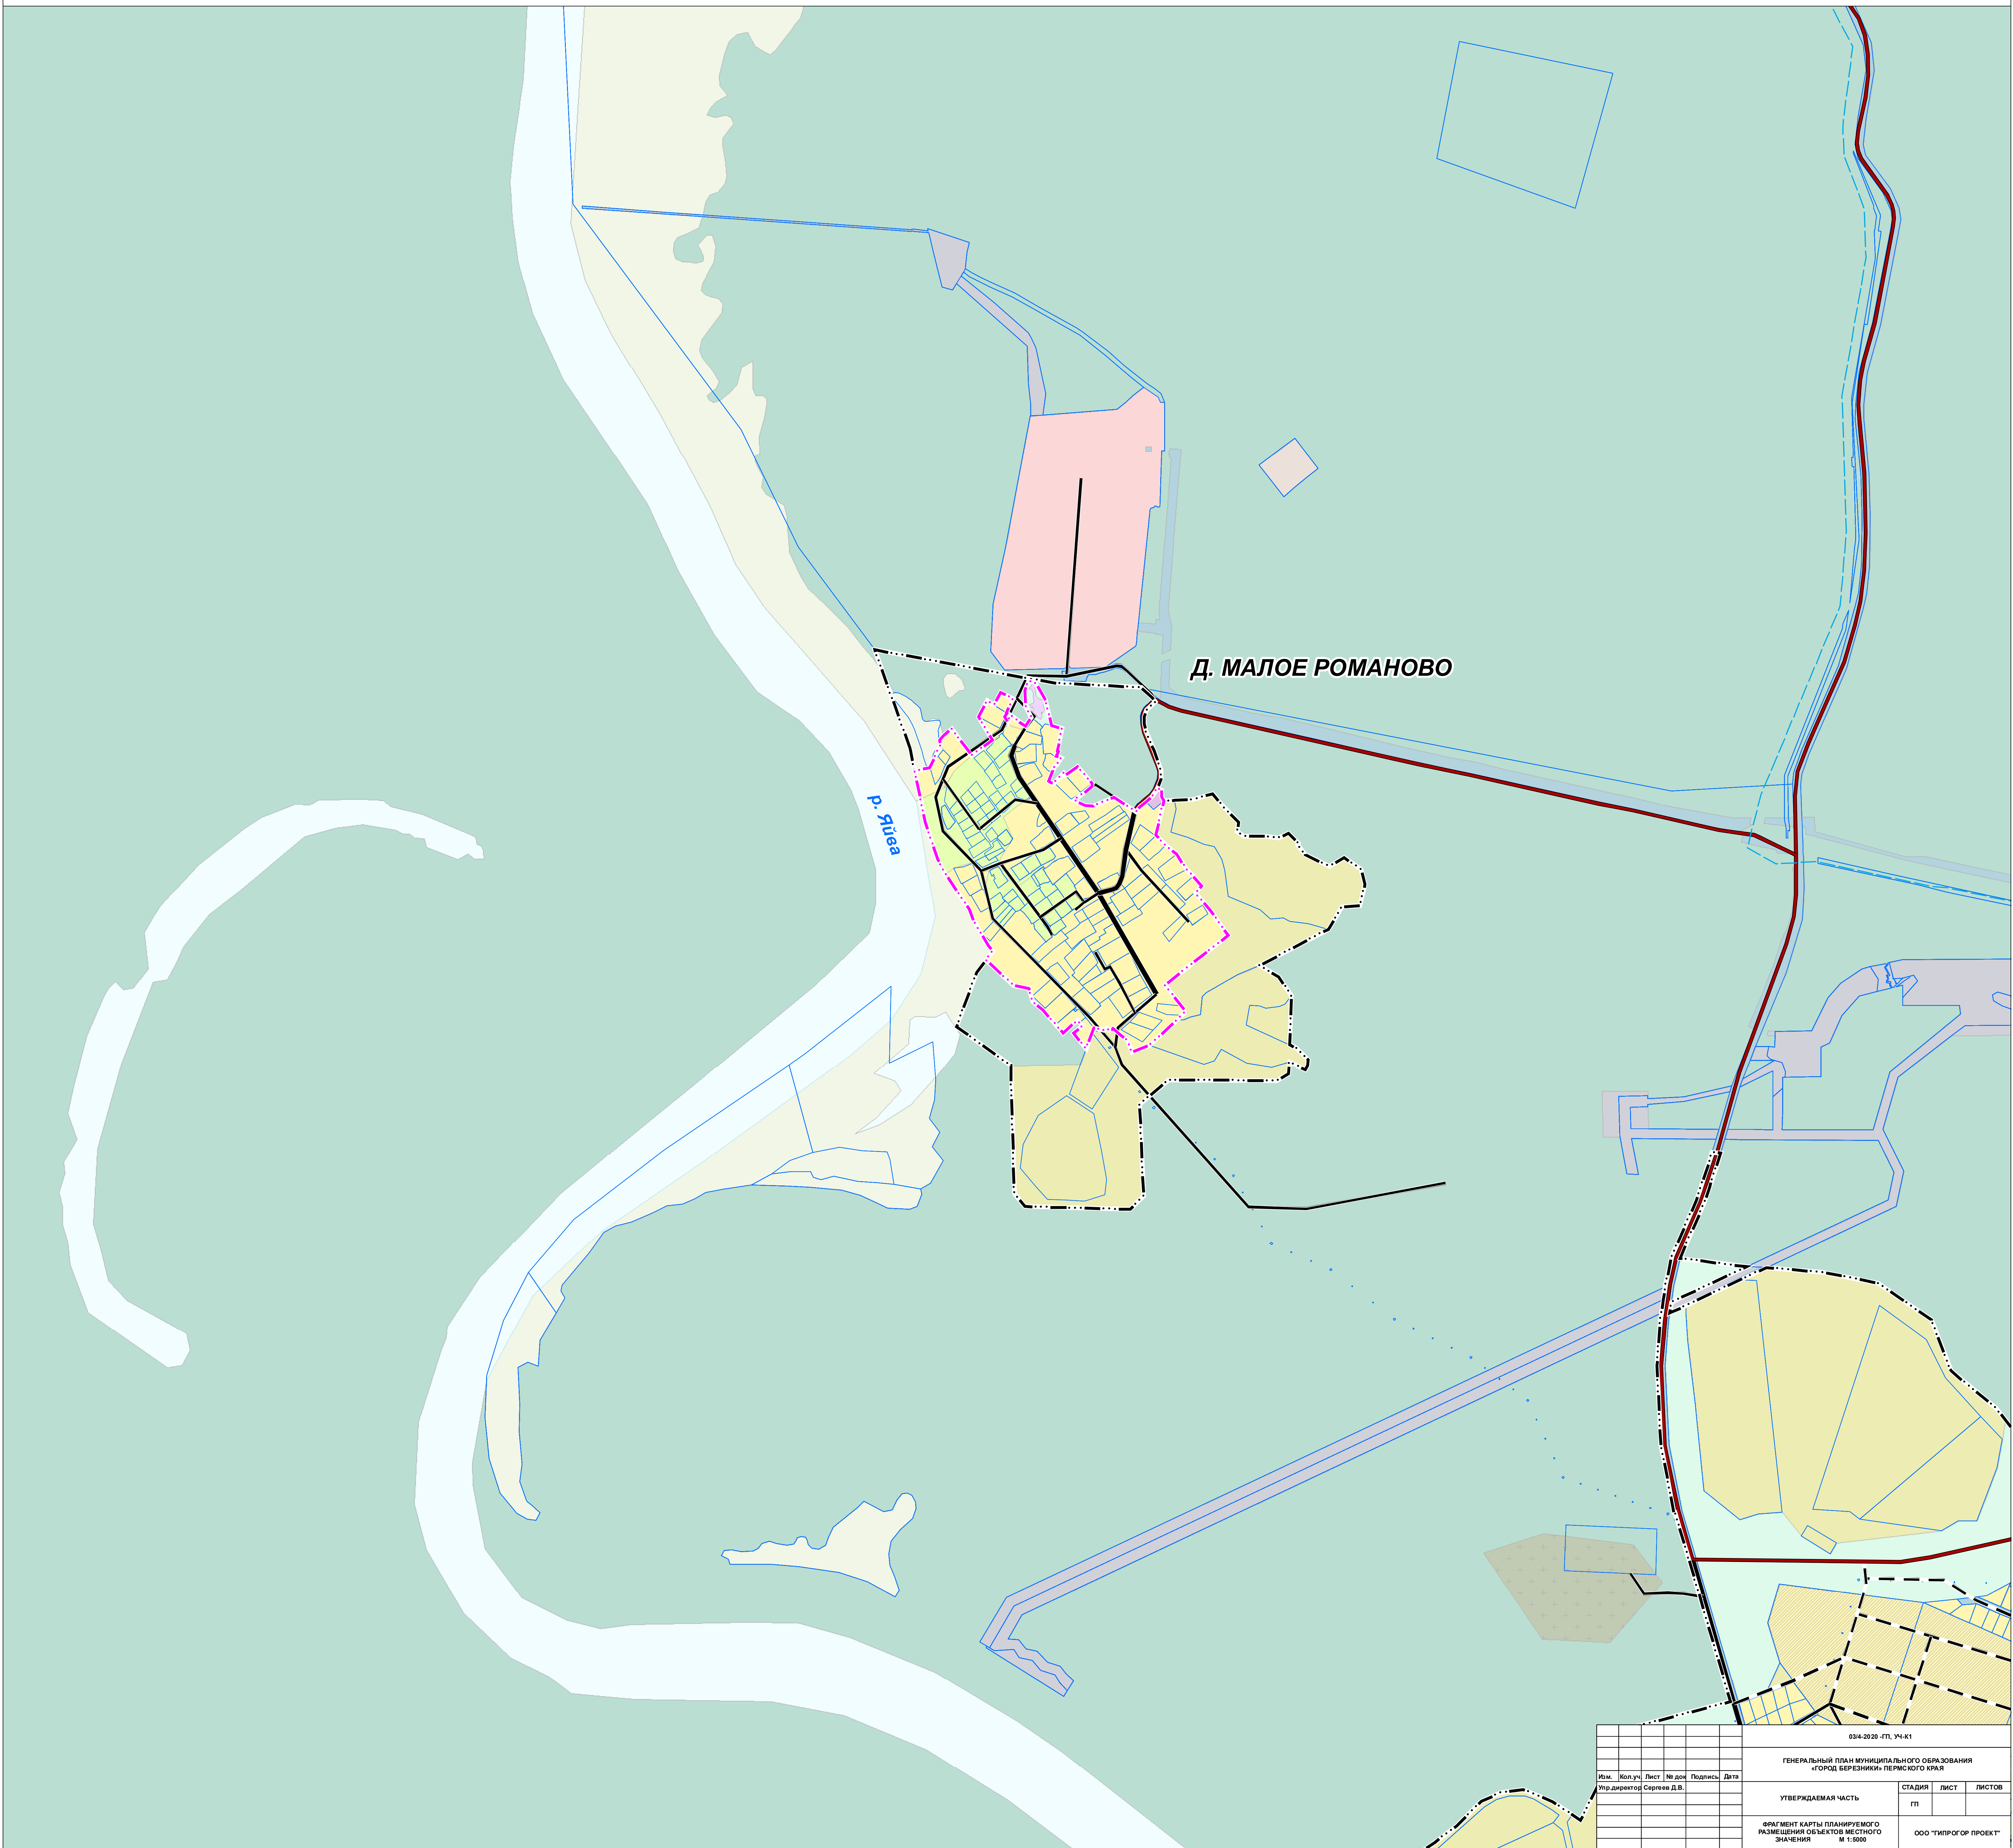 Д. МАЛОЕ РОМАНОВО
р. Яйва
03/4-2020 -ГП, УЧ-К1
ГЕНЕРАЛЬНЫЙ ПЛАН МУНИЦИПАЛЬНОГО ОБРАЗОВАНИЯ
«ГОРОД БЕРЕЗНИКИ» ПЕРМСКОГО КРАЯ
Изм. Кол.уч Лист № док Подпись Дата
Упр.директор Сергеев Д.В.
УТВЕРЖДАЕМАЯ ЧАСТЬ
СТАДИЯ ЛИСТ ЛИСТОВ
ГП
ФРАГМЕНТ КАРТЫ ПЛАНИРУЕМОГО
РАЗМЕЩЕНИЯ ОБЪЕКТОВ МЕСТНОГО
ЗНАЧЕНИЯ М 1:5000
ООО "ГИПРОГОР ПРОЕКТ"